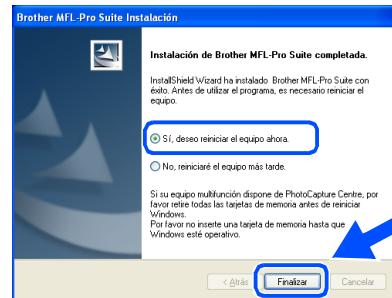 Brother MFL-Pro Suite Instalación
Instalación de Brother MFL-Pro Suite completada.
InstallShield Wizard ha instalado Brother MFL-Pro Suite con
éxito. Antes de utilizar el programa, es necesario reiniciar el
equipo.
Sí, deseo reiniciar el equipo ahora.
No, reiniciaré el equipo más tarde.
Si su equipo multifunción dispone de PhotoCapture Centre, por
favor retire todas las tarjetas de memoria antes de reiniciar
Windows.
Por favor no inserte una tarjeta de memoria hasta que
Windows esté operativo.
< Atrás Finalizar Cancelar